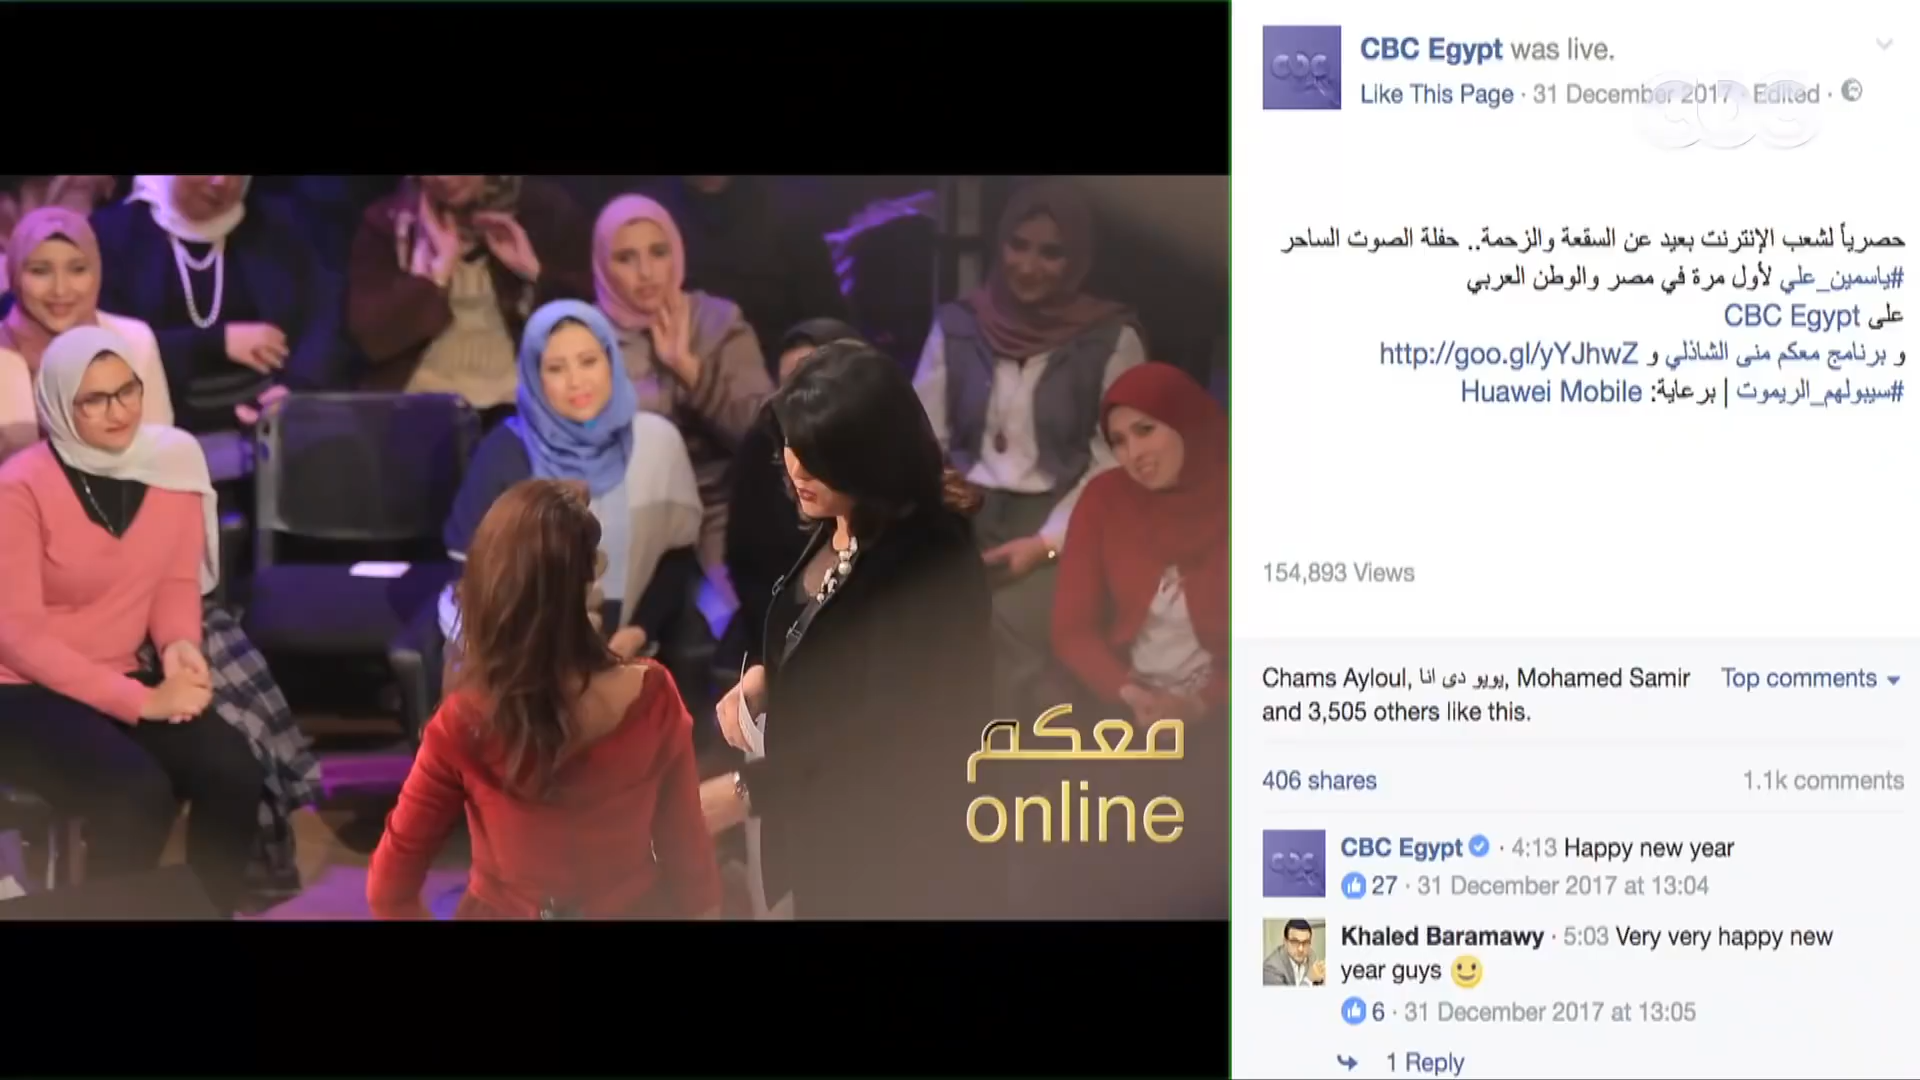 معكم
online
CBC Egypt was live.
Like This Page · 31 December 2017 · Edited ·
cbc
حصرياً لشعب الإنترنت بعيد عن السقعة والزحمة.. حفلة الصوت الساحر
#ياسمين_علي لأول مرة في مصر والوطن العربي
على CBC Egypt
و برنامج معكم منى الشاذلي و http://goo.gl/yYJhwZ
#سيبولهم_الريموت | برعاية: Huawei Mobile
154,893 Views
Chams Ayloul, يويو دى انا, Mohamed Samir
and 3,505 others like this.
Top comments
406 shares
1.1k comments
cbc
CBC Egypt · 4:13 Happy new year
27 · 31 December 2017 at 13:04
Khaled Baramawy · 5:03 Very very happy new
year guys 🙂
6 · 31 December 2017 at 13:05
1 Reply
cbc